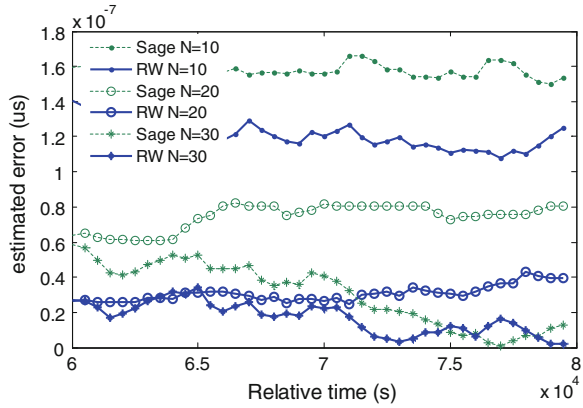 x 10^-7
1.8
1.6
1.4
1.2
1
0.8
0.6
0.4
0.2
0
estimated error (us)
Sage N=10
RW N=10
Sage N=20
RW N=20
Sage N=30
RW N=30
60 6.5 70 7.5 8
Relative time (s)
x 10^4